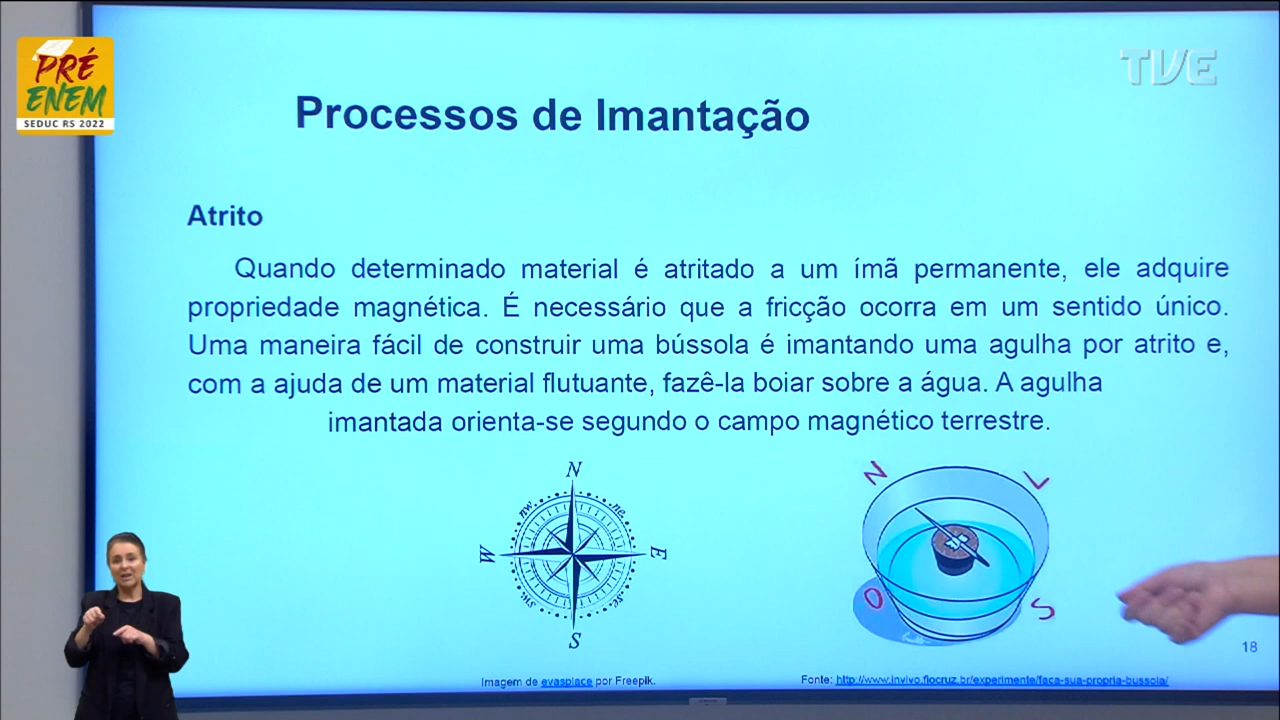 PRÉ
ENEM
SEDUC RS 2022
TVE
Processos de Imantação
Atrito
Quando determinado material é atritado a um ímã permanente, ele adquire
propriedade magnética. É necessário que a fricção ocorra em um sentido único.
Uma maneira fácil de construir uma bússola é imantando uma agulha por atrito e,
com a ajuda de um material flutuante, fazê-la boiar sobre a água. A agulha
imantada orienta-se segundo o campo magnético terrestre.
N
nw ne
W E
sw se
S
N L
O S
18
Imagem de evasplace por Freepik.
Fonte: http://www.invivo.fiocruz.br/experimente/faca-sua-propria-bussola/